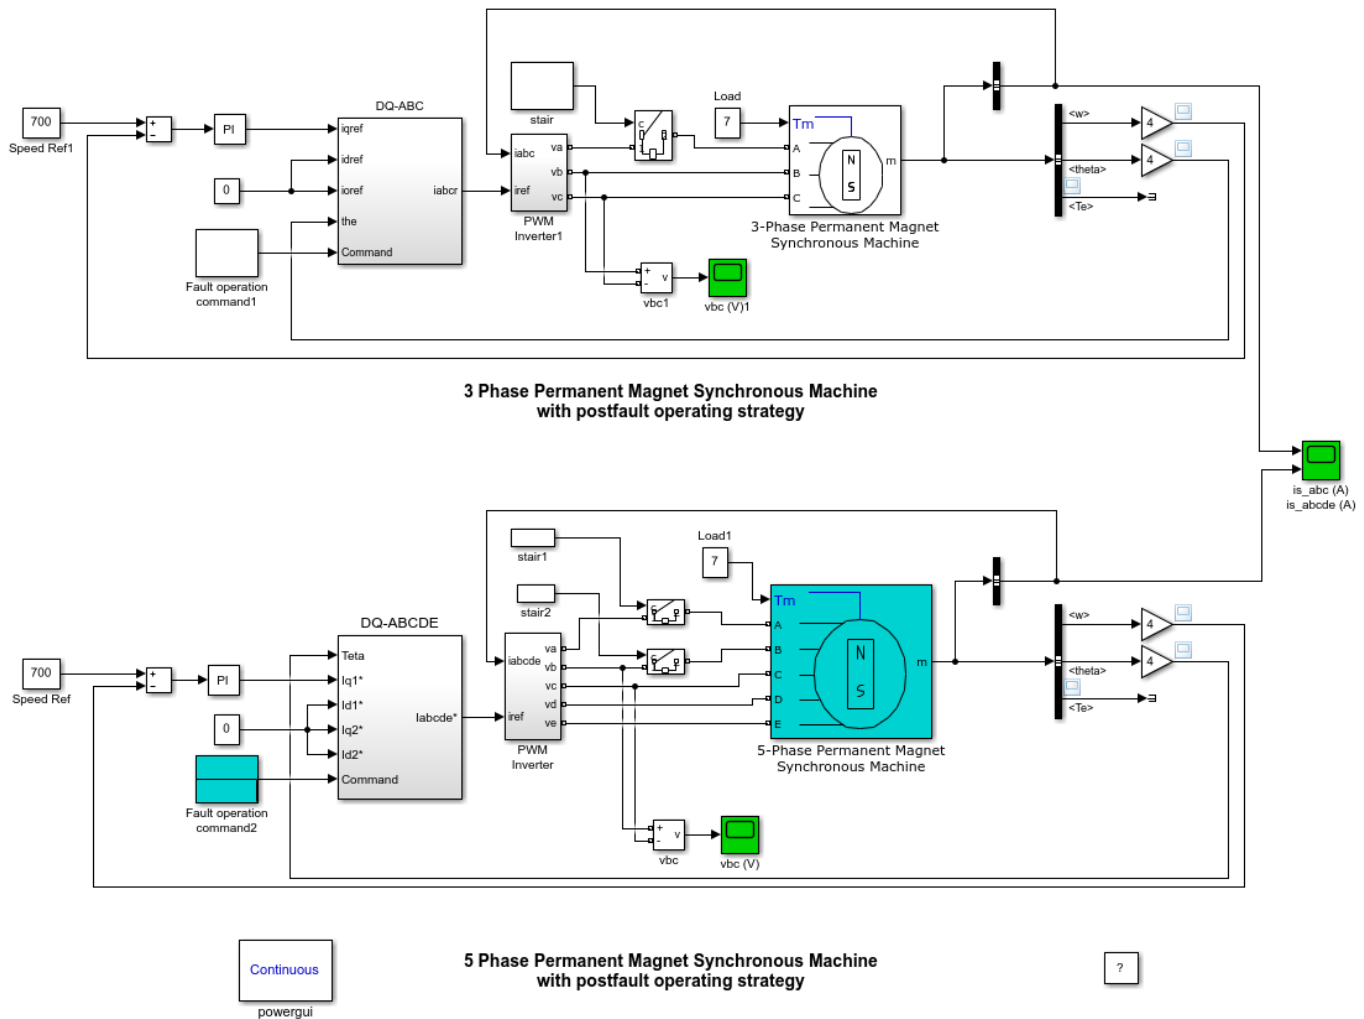 700
Speed Ref1
+
−
PI
0
Fault operation
command1
DQ-ABC
iqref
idref
ioref
the
Command
iabcr
stair
iabc
iref
va
vb
vc
PWM
Inverter1
c
Load
7
Tm
A
B
C
N
S
m
3-Phase Permanent Magnet
Synchronous Machine
+
-
v
vbc1
vbc (V)1
<w>
<theta>
<Te>
4
4
3 Phase Permanent Magnet Synchronous Machine
with postfault operating strategy
is_abc (A)
is_abcde (A)
700
Speed Ref
+
−
PI
0
Fault operation
command2
DQ-ABCDE
Teta
Iq1*
Id1*
Iq2*
Id2*
Command
Iabcde*
stair1
stair2
iabcde
iref
va
vb
vc
vd
ve
PWM
Inverter
c
c
Load1
7
Tm
A
B
C
D
E
N
S
m
5-Phase Permanent Magnet
Synchronous Machine
+
-
v
vbc
vbc (V)
<w>
<theta>
<Te>
4
4
Continuous
powergui
5 Phase Permanent Magnet Synchronous Machine
with postfault operating strategy
?